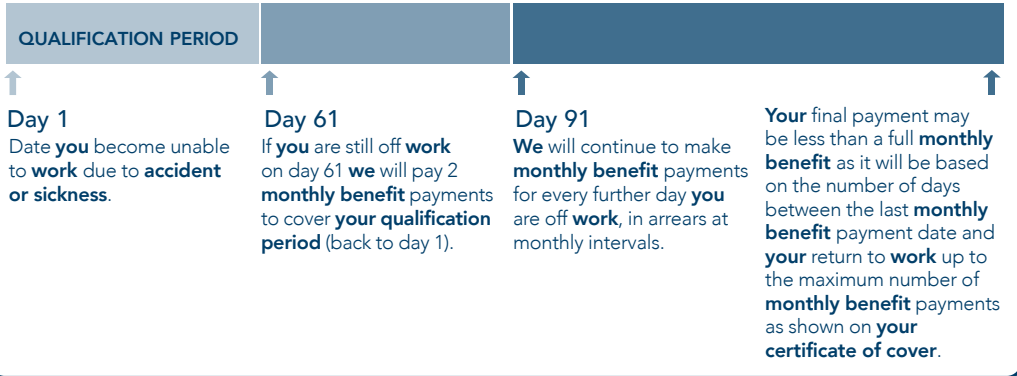 QUALIFICATION PERIOD
Day 1
Date you become unable
to work due to accident
or sickness.
Day 61
If you are still off work
on day 61 we will pay 2
monthly benefit payments
to cover your qualification
period (back to day 1).
Day 91
We will continue to make
monthly benefit payments
for every further day you
are off work, in arrears at
monthly intervals.
Your final payment may
be less than a full monthly
benefit as it will be based
on the number of days
between the last monthly
benefit payment date and
your return to work up to
the maximum number of
monthly benefit payments
as shown on your
certificate of cover.